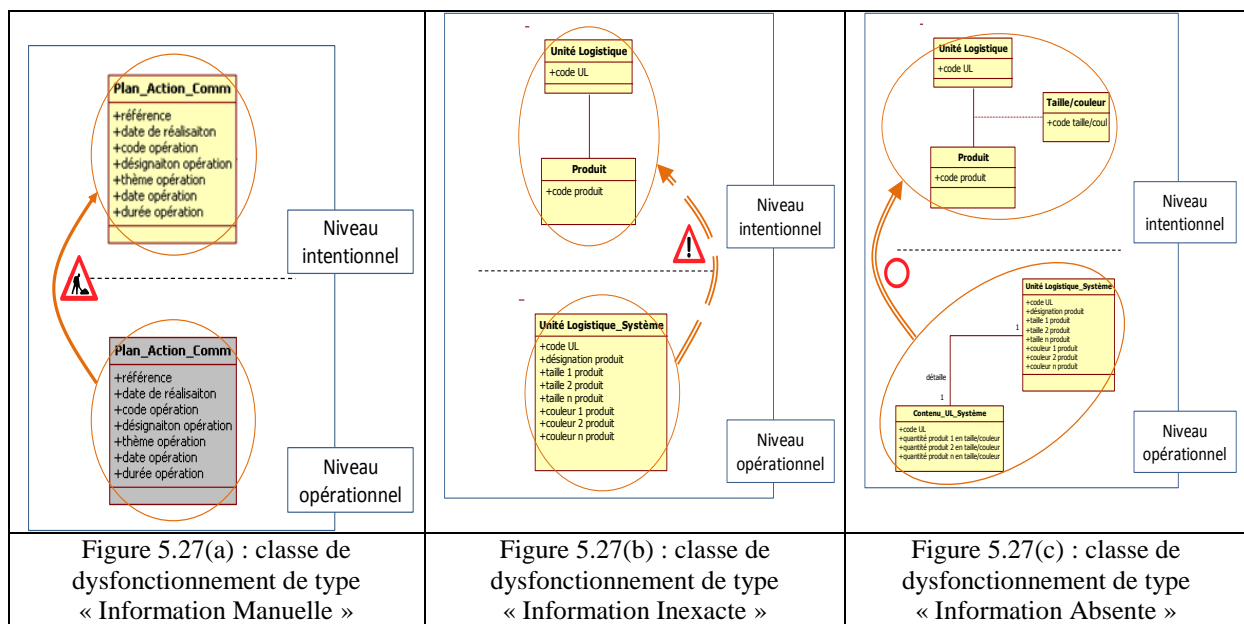 Plan_Action_Comm
+référence
+date de réalisaiton
+code opération
+désignaiton opération
+thème opération
+date opération
+durée opération
Niveau
intentionnel
Plan_Action_Comm
+référence
+date de réalisaiton
+code opération
+désignaiton opération
+thème opération
+date opération
+durée opération
Niveau
opérationnel
Unité Logistique
+code UL
Produit
+code produit
Niveau
intentionnel
Unité Logistique_Système
+code UL
+désignation produit
+taille 1 produit
+taille 2 produit
+taille n produit
+couleur 1 produit
+couleur 2 produit
+couleur n produit
Niveau
opérationnel
Unité Logistique
+code UL
Taille/couleur
+code taille/coul
Produit
+code produit
Niveau
intentionnel
Unité Logistique_Système
+code UL
+désignation produit
+taille 1 produit
+taille 2 produit
+taille n produit
+couleur 1 produit
+couleur 2 produit
+couleur n produit
1
détaille
1
Contenu_UL_Système
+code UL
+quantité produit 1 en taille/couleur
+quantité produit 2 en taille/couleur
+quantité produit n en taille/couleur
Niveau
opérationnel
Figure 5.27(a) : classe de
dysfonctionnement de type
« Information Manuelle »
Figure 5.27(b) : classe de
dysfonctionnement de type
« Information Inexacte »
Figure 5.27(c) : classe de
dysfonctionnement de type
« Information Absente »